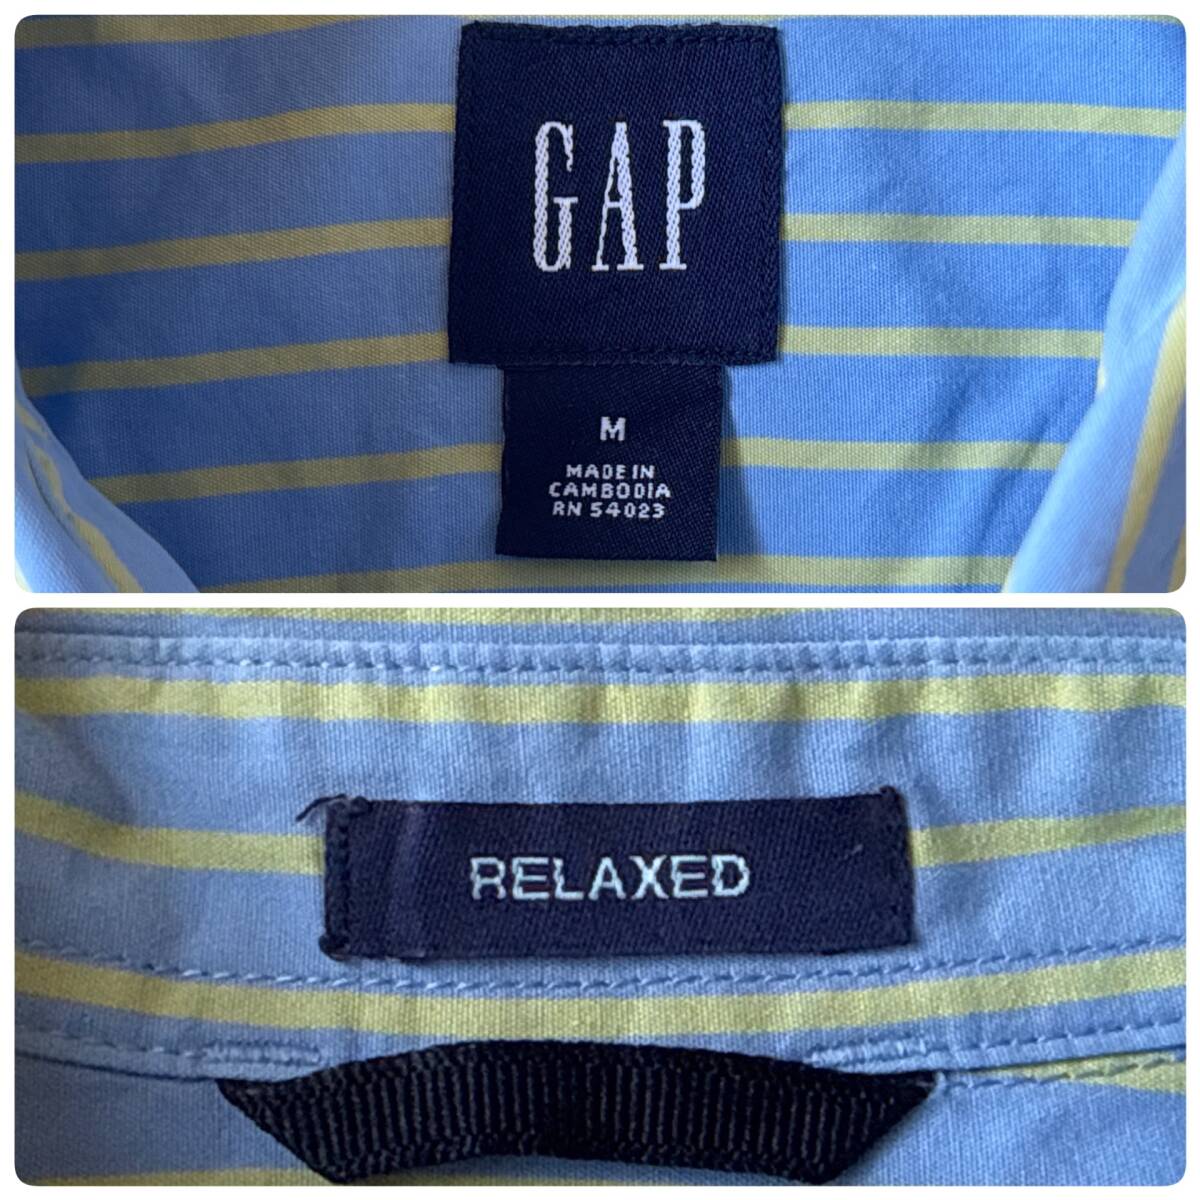 GAP
M
MADE IN
CAMBODIA
RN 54023
RELAXED